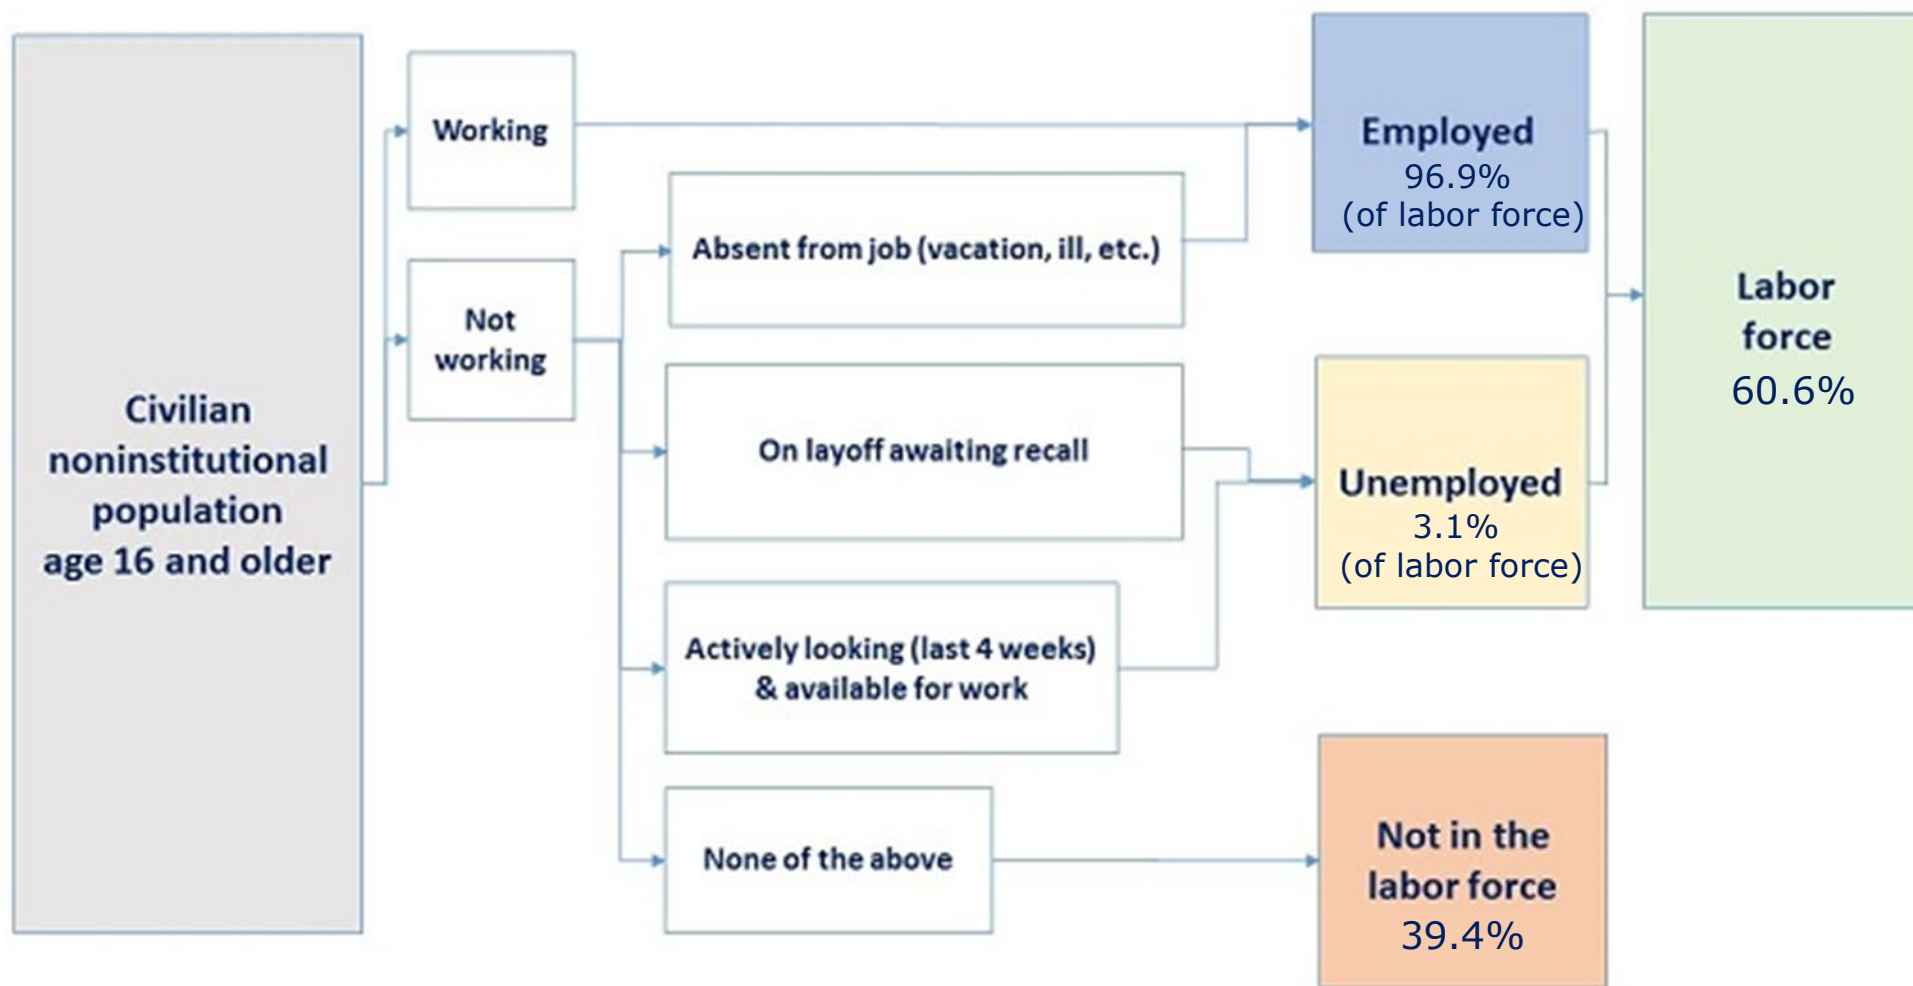 Civilian
noninstitutional
population
age 16 and older
Working
Not
working
Absent from job (vacation, ill, etc.)
On layoff awaiting recall
Actively looking (last 4 weeks)
& available for work
None of the above
Employed
96.9%
(of labor force)
Unemployed
3.1%
(of labor force)
Not in the
labor force
39.4%
Labor
force
60.6%